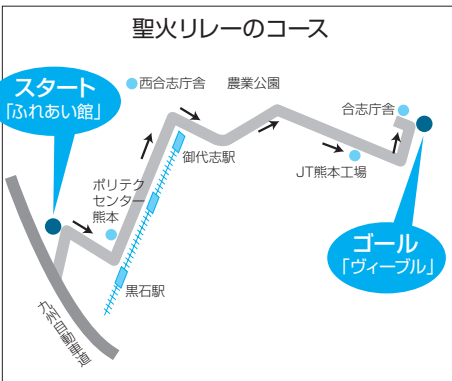 聖火リレーのコース
スタート
「ふれあい館」
西合志庁舎
農業公園
合志庁舎
御代志駅
JT熊本工場
ポリテク
センター
熊本
ゴール
「ヴィーブル」
黒石駅
九州自動車道